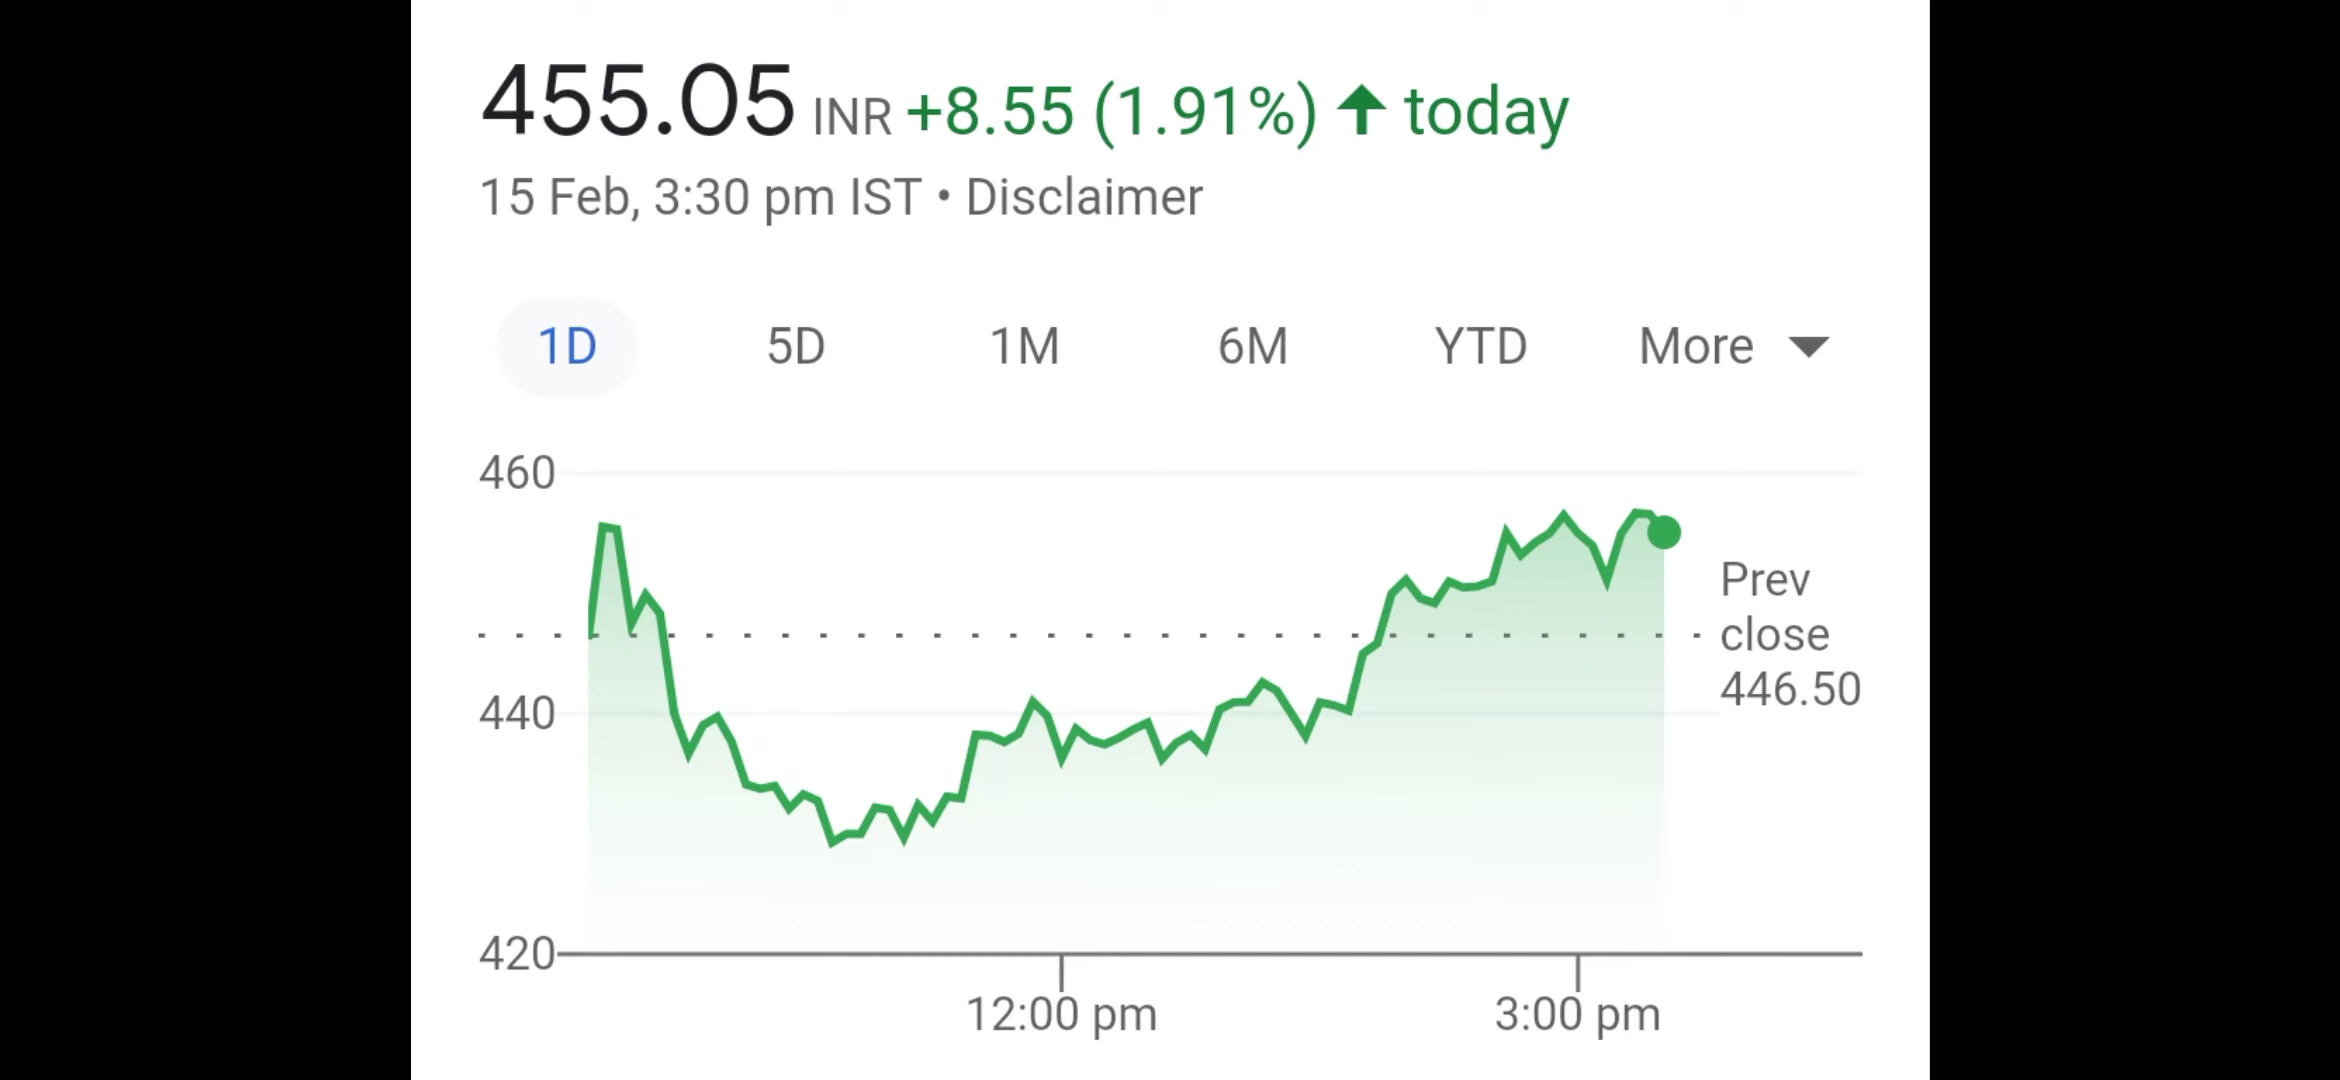 455.05 INR +8.55 (1.91%) ↑ today
15 Feb, 3:30 pm IST • Disclaimer
1D 5D 1M 6M YTD More
460
Prev
close
446.50
440
420
12:00 pm 3:00 pm